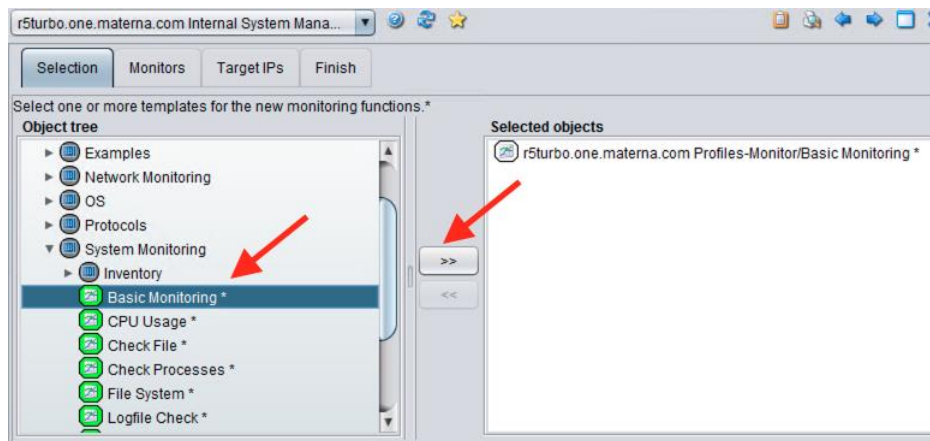 r5turbo.one.materna.com Internal System Mana...
Selection
Monitors
Target IPs
Finish
Select one or more templates for the new monitoring functions.*
Object tree
Selected objects
Examples
Network Monitoring
OS
Protocols
System Monitoring
Inventory
Basic Monitoring *
CPU Usage *
Check File *
Check Processes *
File System *
Logfile Check *
>>
<<
r5turbo.one.materna.com Profiles-Monitor/Basic Monitoring *